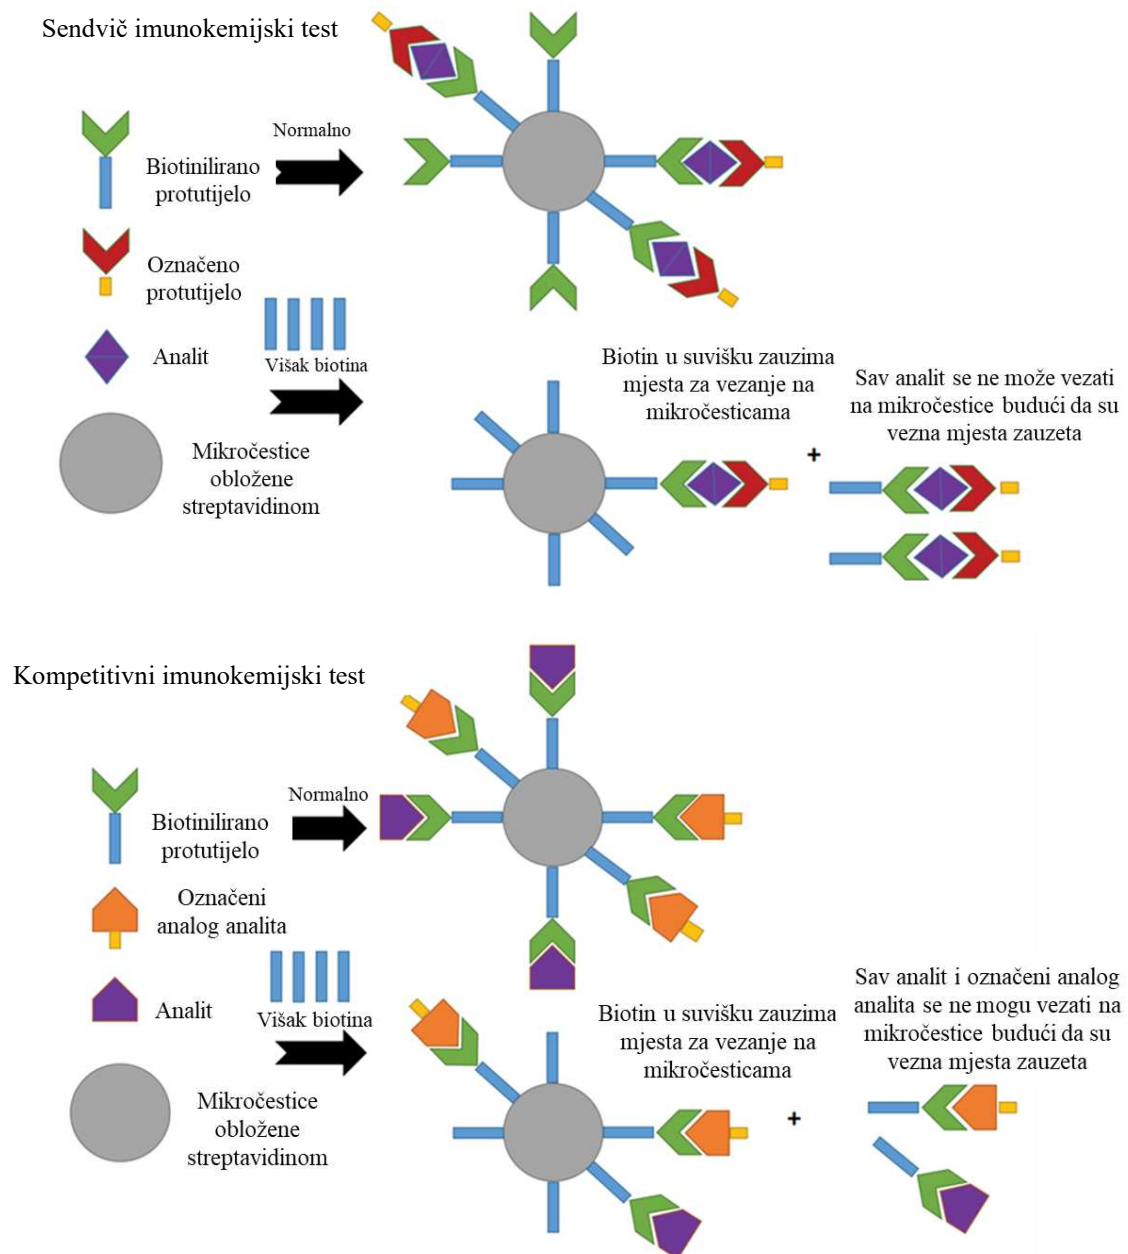 Sendvič imunokemijski test
Normalno
Biotinilirano
protutijelo
Označeno
protutijelo
Analit
Višak biotina
Mikročestice
obložene
streptavidinom
Biotin u suvišku zauzima
mjesta za vezanje na
mikročesticama
+
Sav analit se ne može vezati
na mikročestice budući da su
vezna mjesta zauzeta
Kompetitivni imunokemijski test
Normalno
Biotinilirano
protutijelo
Označeni
analog analita
Analit
Višak biotina
Mikročestice
obložene
streptavidinom
Biotin u suvišku zauzima
mjesta za vezanje na
mikročesticama
+
Sav analit i označeni analog
analita se ne mogu vezati na
mikročestice budući da su
vezna mjesta zauzeta